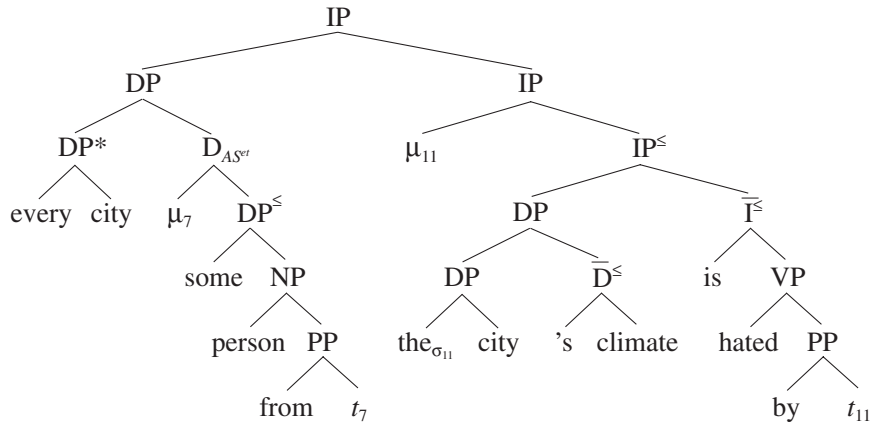 IP
DP IP
DP* D_{AS^{et}} μ₁₁ IP^≤
every city μ₇ DP^≤ DP I̅^≤
some NP DP D̅^≤ is VP
person PP the_{σ₁₁} city 's climate hated PP
from t₇ by t₁₁